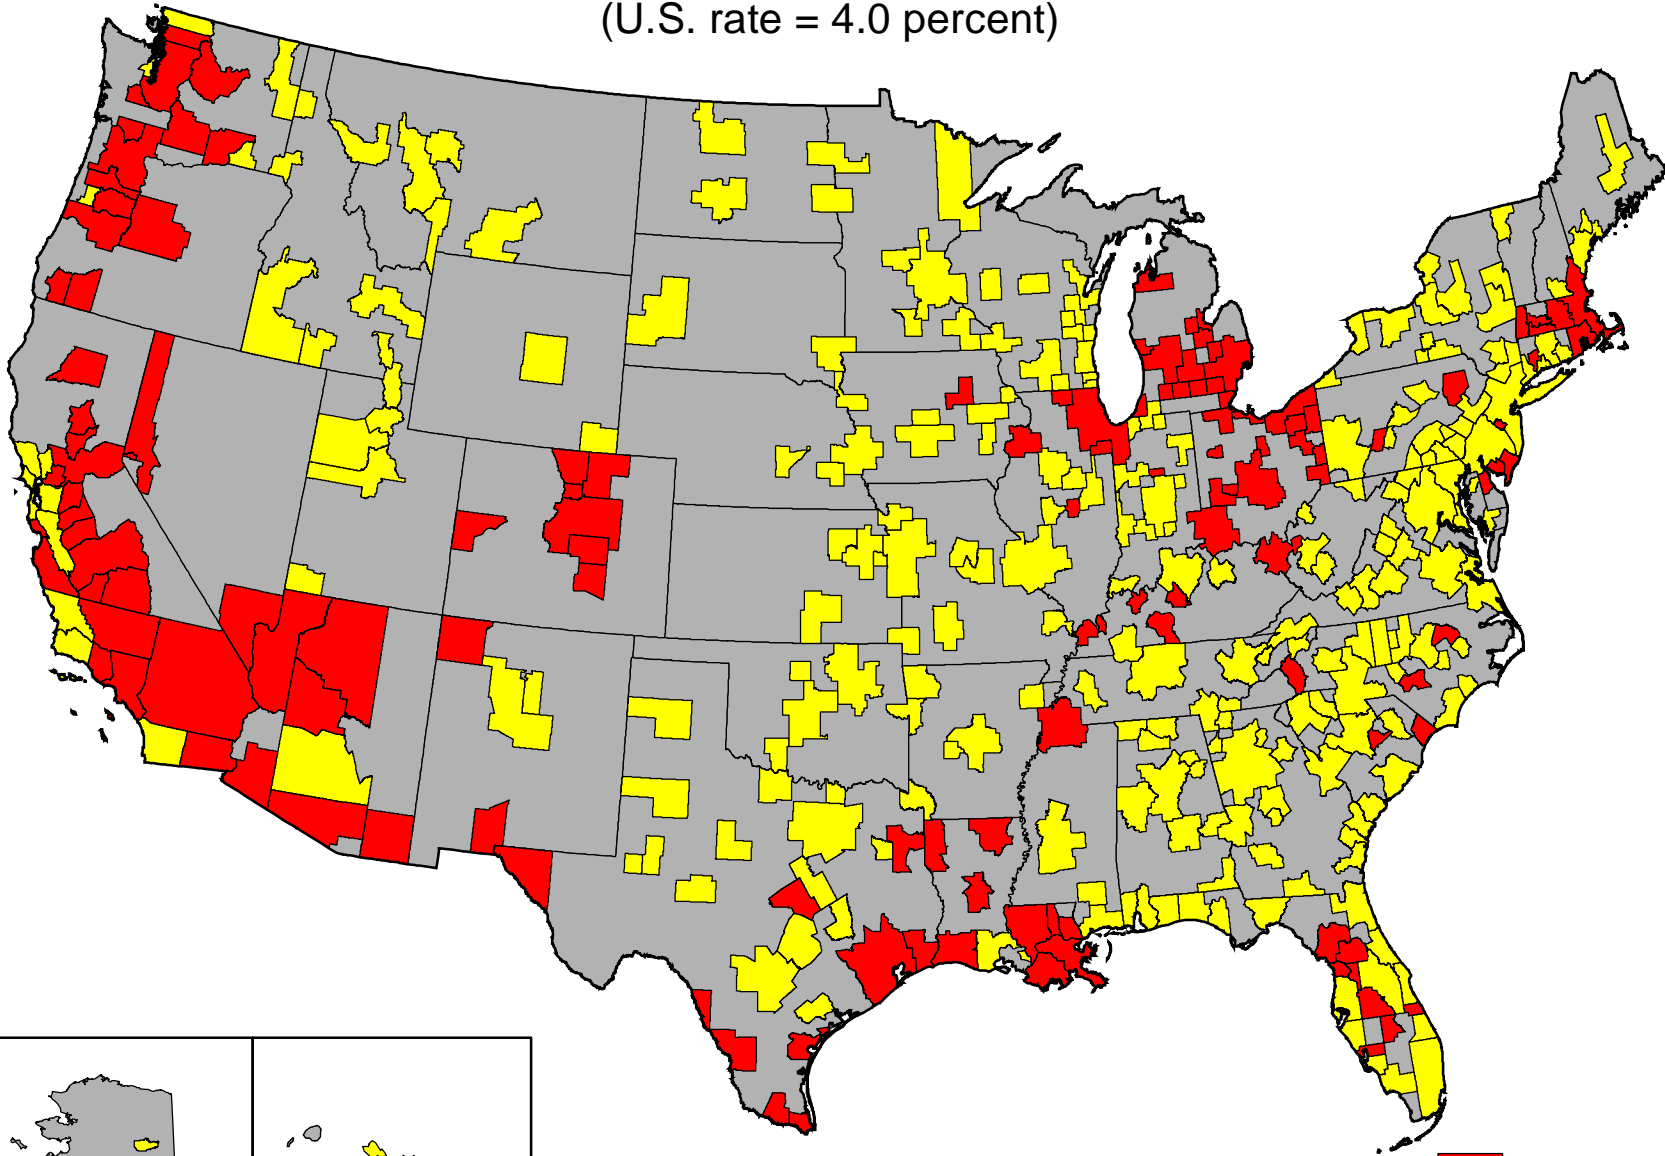 (U.S. rate = 4.0 percent)